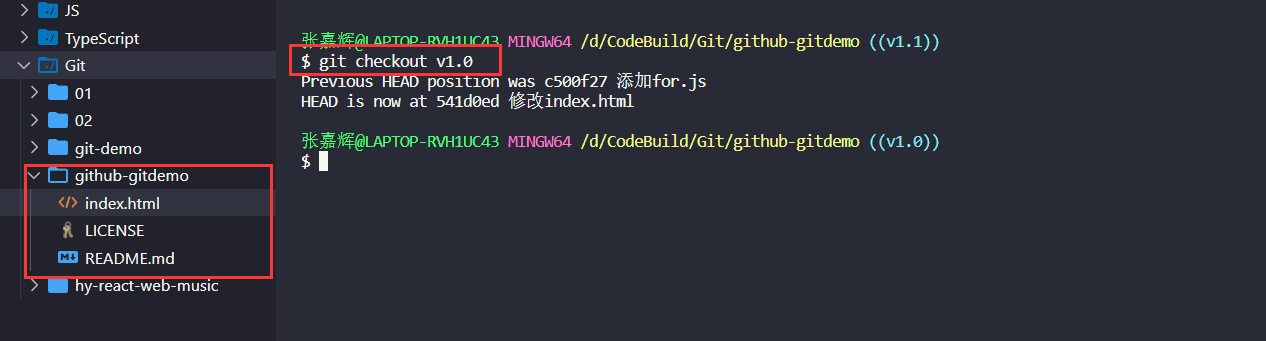 JS
TypeScript
Git
01
02
git-demo
github-gitdemo
index.html
LICENSE
README.md
hy-react-web-music
张嘉辉@LAPTOP-RVH1UC43 MINGW64 /d/CodeBuild/Git/github-gitdemo ((v1.1))
$ git checkout v1.0
Previous HEAD position was c500f27 添加for.js
HEAD is now at 541d0ed 修改index.html
张嘉辉@LAPTOP-RVH1UC43 MINGW64 /d/CodeBuild/Git/github-gitdemo ((v1.0))
$